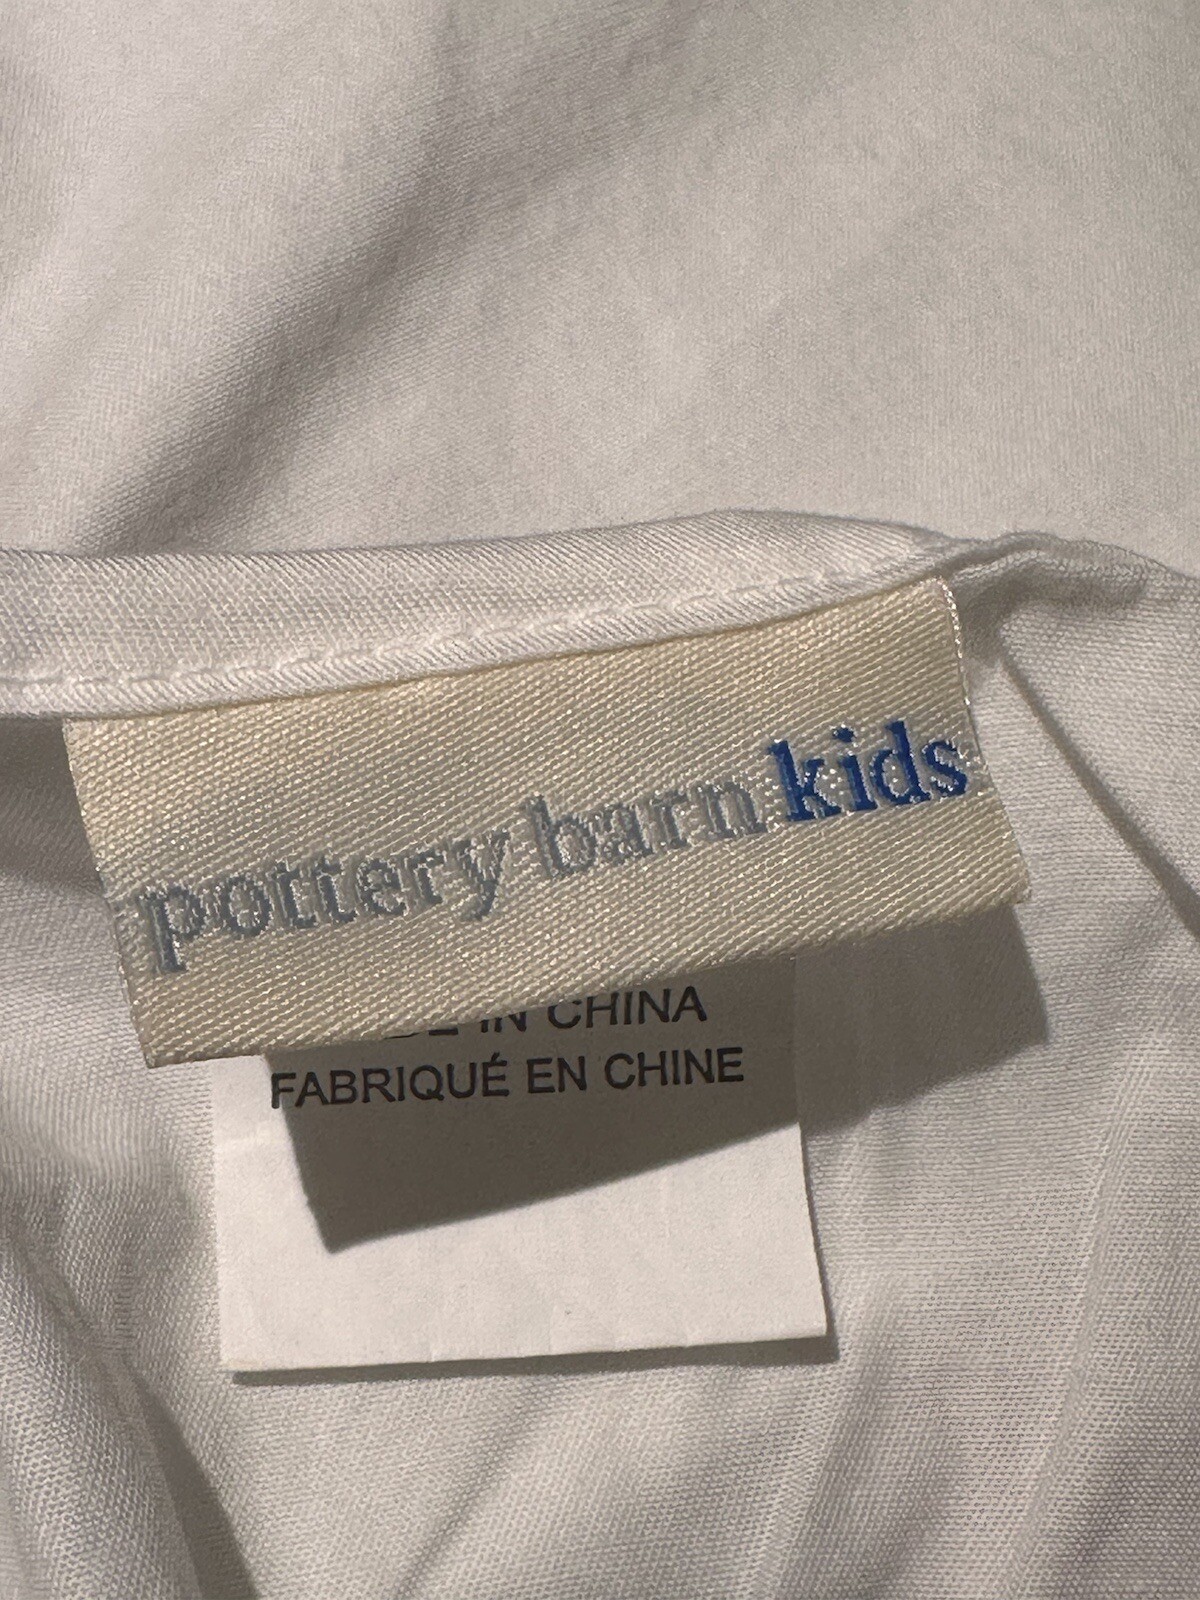 pottery barn kids
IN CHINA
FABRIQUÉ EN CHINE